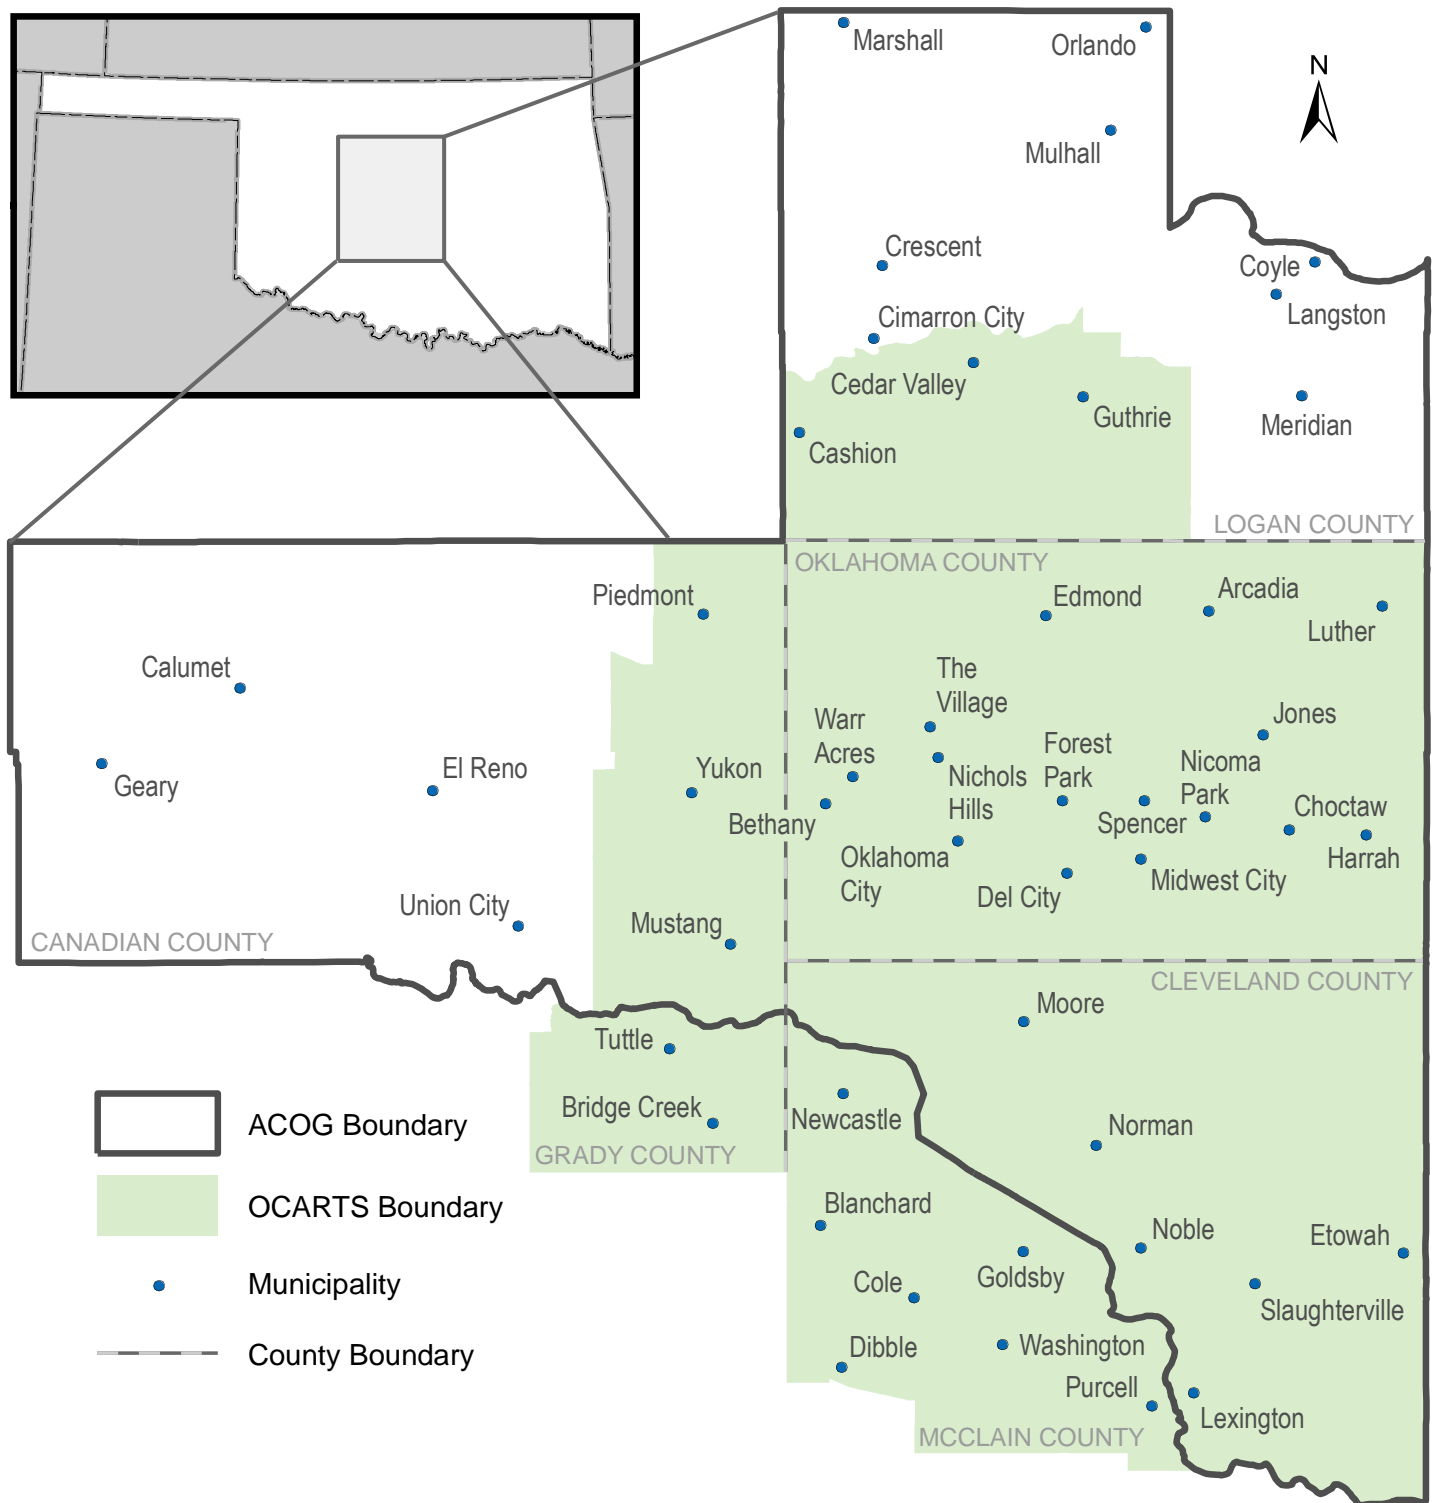 Marshall
Orlando
N
Mulhall
Crescent
Coyle
Langston
Cimarron City
Cedar Valley
Guthrie
Meridian
Cashion
LOGAN COUNTY
OKLAHOMA COUNTY
Piedmont
Edmond
Arcadia
Luther
Calumet
The
Village
Warr
Acres
Jones
Forest
Park
Nicoma
Park
Geary
El Reno
Yukon
Nichols
Hills
Bethany
Spencer
Choctaw
Harrah
Oklahoma
City
Del City
Midwest City
Union City
Mustang
CANADIAN COUNTY
CLEVELAND COUNTY
Moore
Tuttle
Bridge Creek
Newcastle
Norman
GRADY COUNTY
Blanchard
Noble
Etowah
Goldsby
Cole
Slaughterville
Washington
Dibble
Purcell
Lexington
MCCLAIN COUNTY
ACOG Boundary
OCARTS Boundary
Municipality
County Boundary